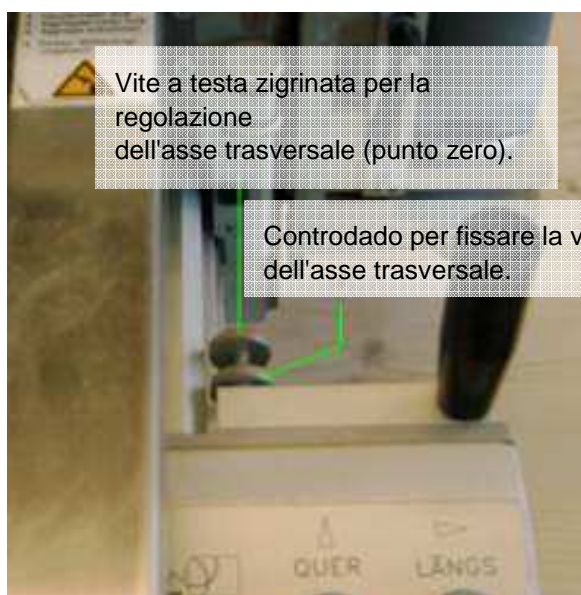 Vite a testa zigrinata per la
regolazione
dell'asse trasversale (punto zero).
Controdado per fissare la v
dell'asse trasversale.
QUER
LÄNGS